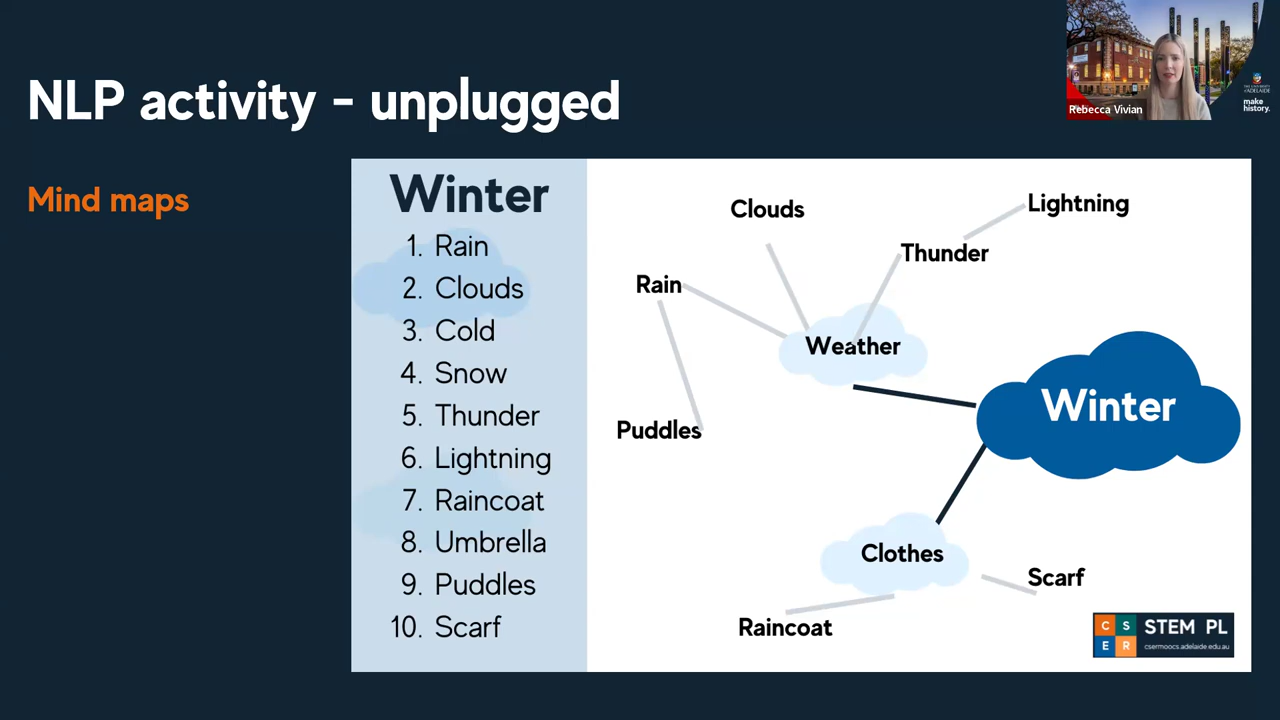 NLP activity - unplugged
Rebecca Vivian
make
history.
Mind maps
Winter
1. Rain
2. Clouds
3. Cold
4. Snow
5. Thunder
6. Lightning
7. Raincoat
8. Umbrella
9. Puddles
10. Scarf
Clouds
Lightning
Thunder
Rain
Weather
Winter
Puddles
Clothes
Scarf
Raincoat
C S
E R
STEM PL
csermoocs.adelaide.edu.au